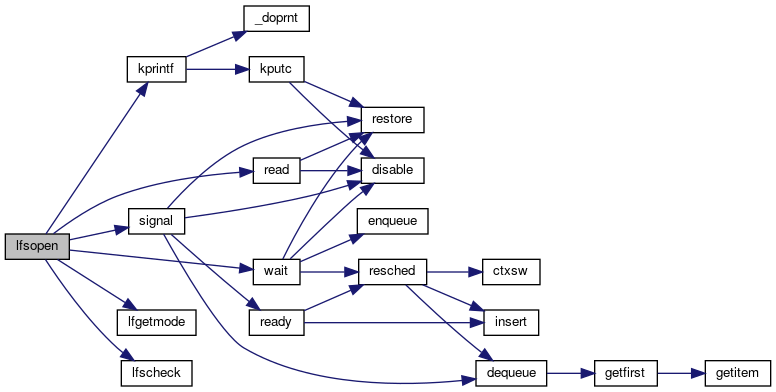 _doprnt
kprintf
kputc
restore
read
disable
signal
enqueue
lfsopen
wait
resched
ctxsw
lfgetmode
ready
insert
lfscheck
dequeue
getfirst
getitem